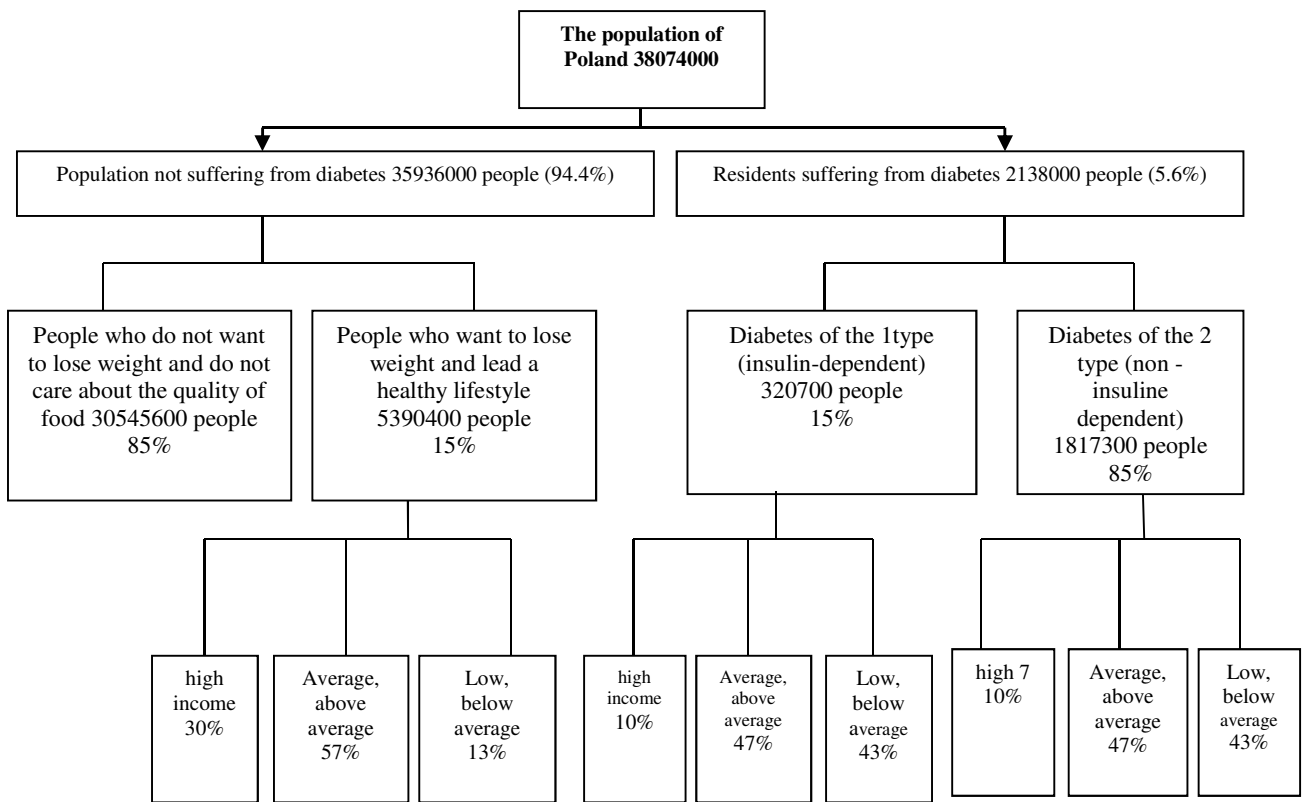 The population of
Poland 38074000
Population not suffering from diabetes 35936000 people (94.4%)
Residents suffering from diabetes 2138000 people (5.6%)
People who do not want
to lose weight and do not
care about the quality of
food 30545600 people
85%
People who want to lose
weight and lead a
healthy lifestyle
5390400 people
15%
Diabetes of the 1type
(insulin-dependent)
320700 people
15%
Diabetes of the 2
type (non -
insuline
dependent)
1817300 people
85%
high
income
30%
Average,
above
average
57%
Low,
below
average
13%
high
income
10%
Average,
above
average
47%
Low,
below
average
43%
high 7
10%
Average,
above
average
47%
Low,
below
average
43%